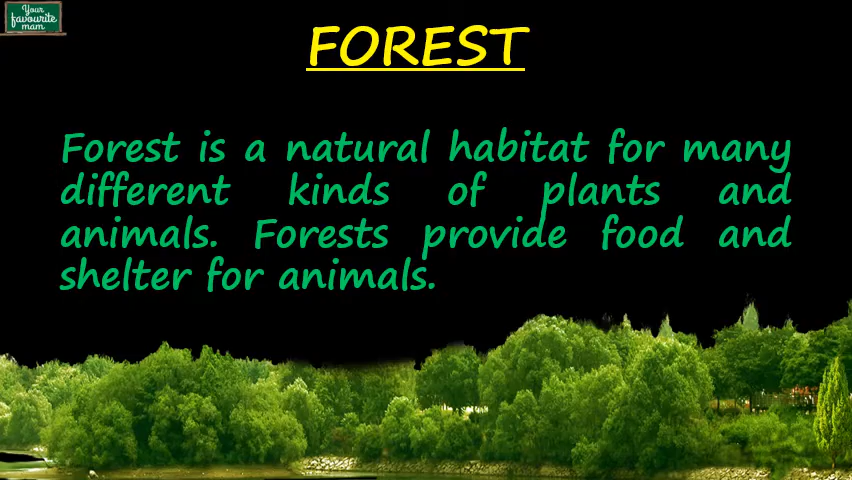 Your
favourite
mam
FOREST
Forest is a natural habitat for many
different kinds of plants and
animals. Forests provide food and
shelter for animals.